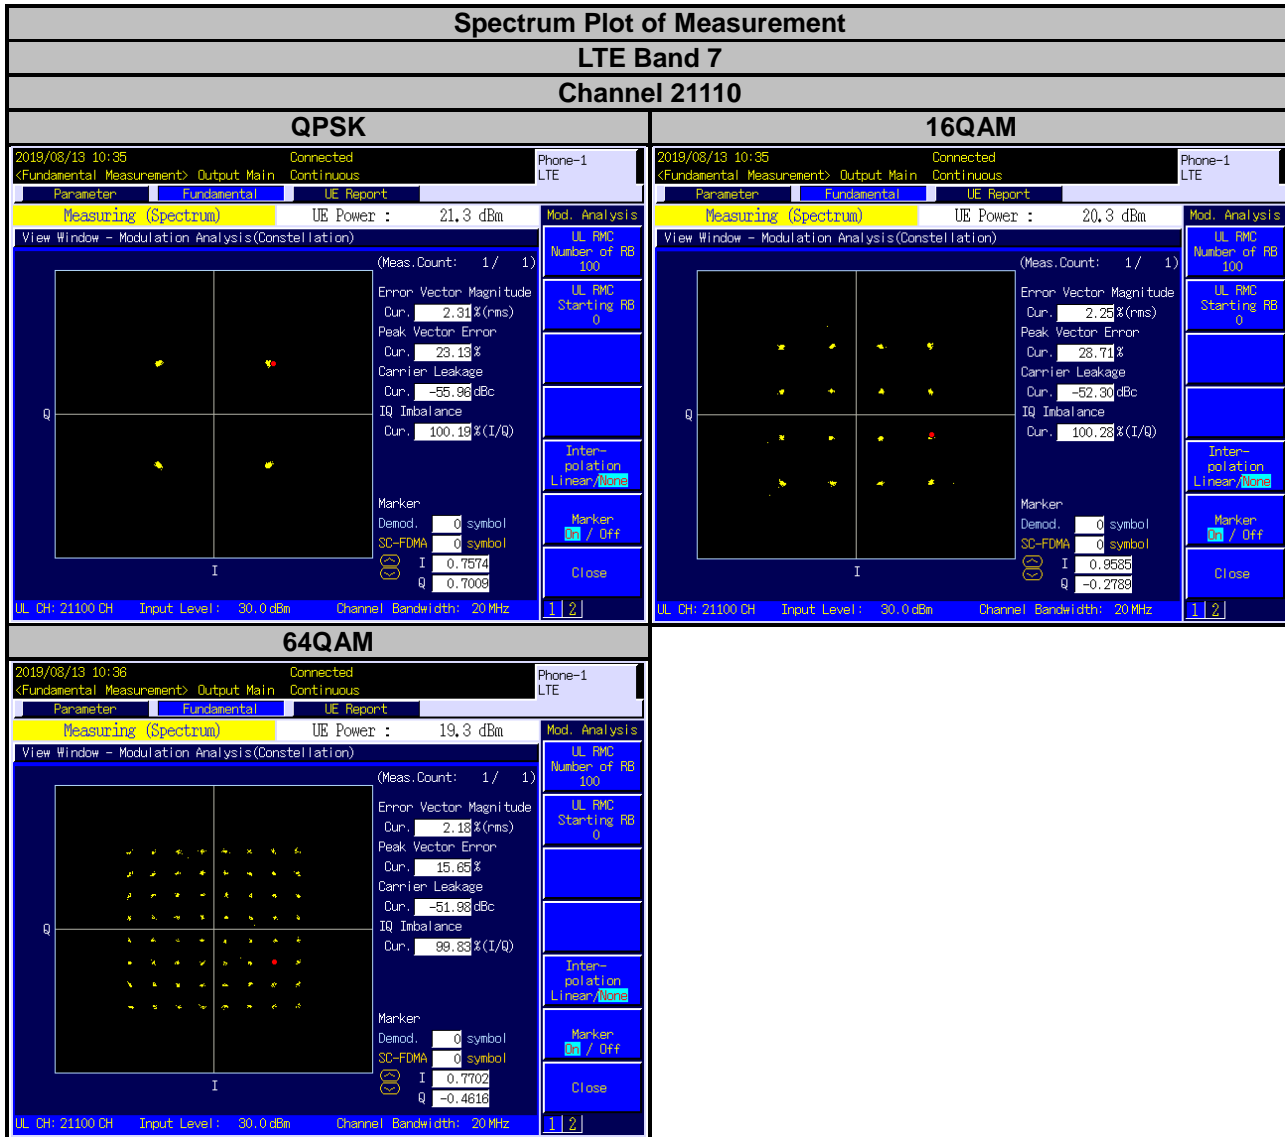 Spectrum Plot of Measurement
LTE Band 7
Channel 21110
QPSK
16QAM
2019/08/13 10:35 Connected
<Fundamental Measurement> Output Main Continuous
Phone-1
LTE
Parameter Fundamental UE Report
Measuring (Spectrum) UE Power : 21.3 dBm
Mod. Analysis
View Window - Modulation Analysis(Constellation)
(Meas.Count: 1/ 1)
Error Vector Magnitude
Cur. 2.31 %(rms)
Peak Vector Error
Cur. 23.13 %
Carrier Leakage
Cur. -55.96 dBc
IQ Imbalance
Cur. 100.19 %(I/Q)
Marker
Demod. 0 symbol
SC-FDMA 0 symbol
I 0.7574
Q 0.7009
Q
I
UL RMC
Number of RB
100
UL RMC
Starting RB
0
Inter-
polation
Linear/None
Marker
On / Off
Close
UL CH: 21100 CH Input Level: 30.0 dBm Channel Bandwidth: 20 MHz
1 2
2019/08/13 10:35 Connected
<Fundamental Measurement> Output Main Continuous
Phone-1
LTE
Parameter Fundamental UE Report
Measuring (Spectrum) UE Power : 20.3 dBm
Mod. Analysis
View Window - Modulation Analysis(Constellation)
(Meas.Count: 1/ 1)
Error Vector Magnitude
Cur. 2.25 %(rms)
Peak Vector Error
Cur. 28.71 %
Carrier Leakage
Cur. -52.30 dBc
IQ Imbalance
Cur. 100.28 %(I/Q)
Marker
Demod. 0 symbol
SC-FDMA 0 symbol
I 0.9585
Q -0.2789
Q
I
UL RMC
Number of RB
100
UL RMC
Starting RB
0
Inter-
polation
Linear/None
Marker
On / Off
Close
UL CH: 21100 CH Input Level: 30.0 dBm Channel Bandwidth: 20 MHz
1 2
64QAM
2019/08/13 10:36 Connected
<Fundamental Measurement> Output Main Continuous
Phone-1
LTE
Parameter Fundamental UE Report
Measuring (Spectrum) UE Power : 19.3 dBm
Mod. Analysis
View Window - Modulation Analysis(Constellation)
(Meas.Count: 1/ 1)
Error Vector Magnitude
Cur. 2.18 %(rms)
Peak Vector Error
Cur. 15.65 %
Carrier Leakage
Cur. -51.98 dBc
IQ Imbalance
Cur. 99.83 %(I/Q)
Marker
Demod. 0 symbol
SC-FDMA 0 symbol
I 0.7702
Q -0.4616
Q
I
UL RMC
Number of RB
100
UL RMC
Starting RB
0
Inter-
polation
Linear/None
Marker
On / Off
Close
UL CH: 21100 CH Input Level: 30.0 dBm Channel Bandwidth: 20 MHz
1 2